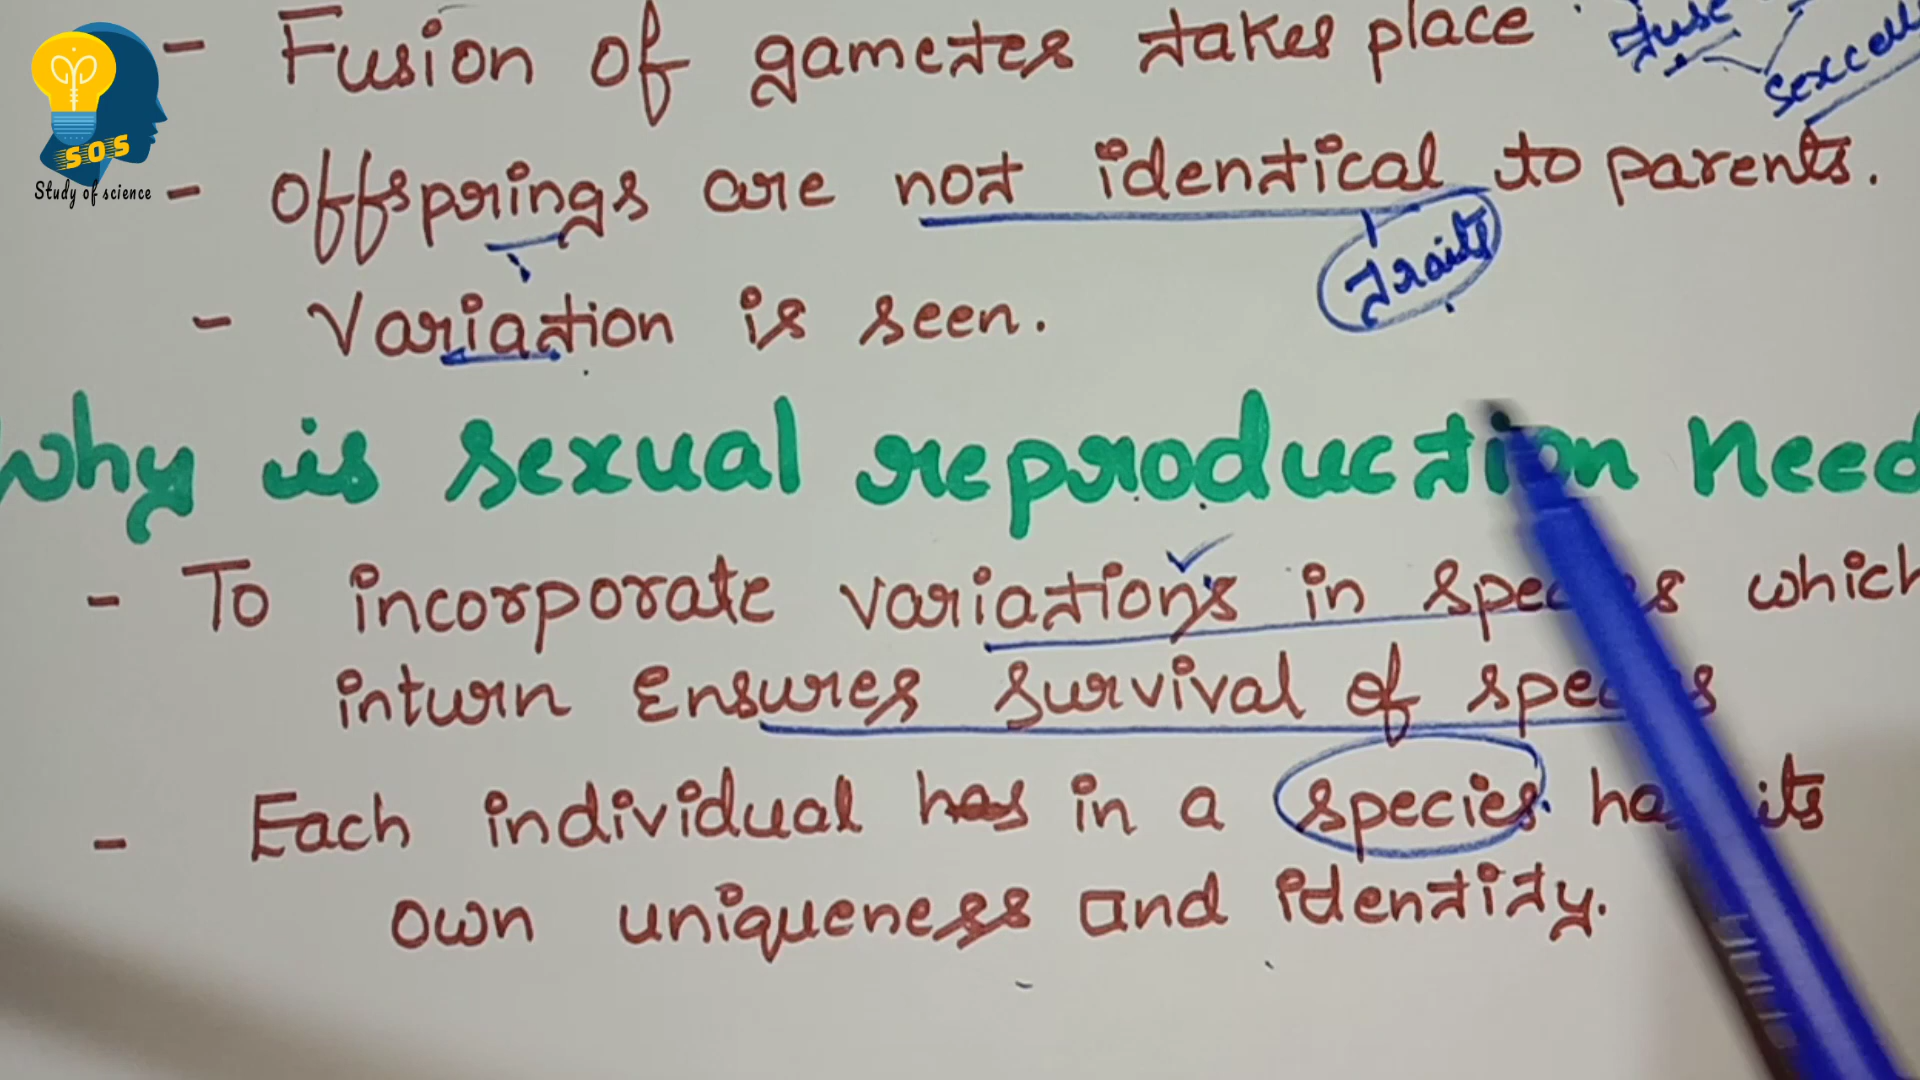 - Fusion of gametes takes place
fuse
sexcell
- Offsprings are not identical to parents.
traits
- Variation is seen.
Why is sexual reproduction Need
- To incorporate variations in species which
inturn Ensures survival of species
- Each individual has in a species has its
own uniqueness and identity.
SOS
Study of science